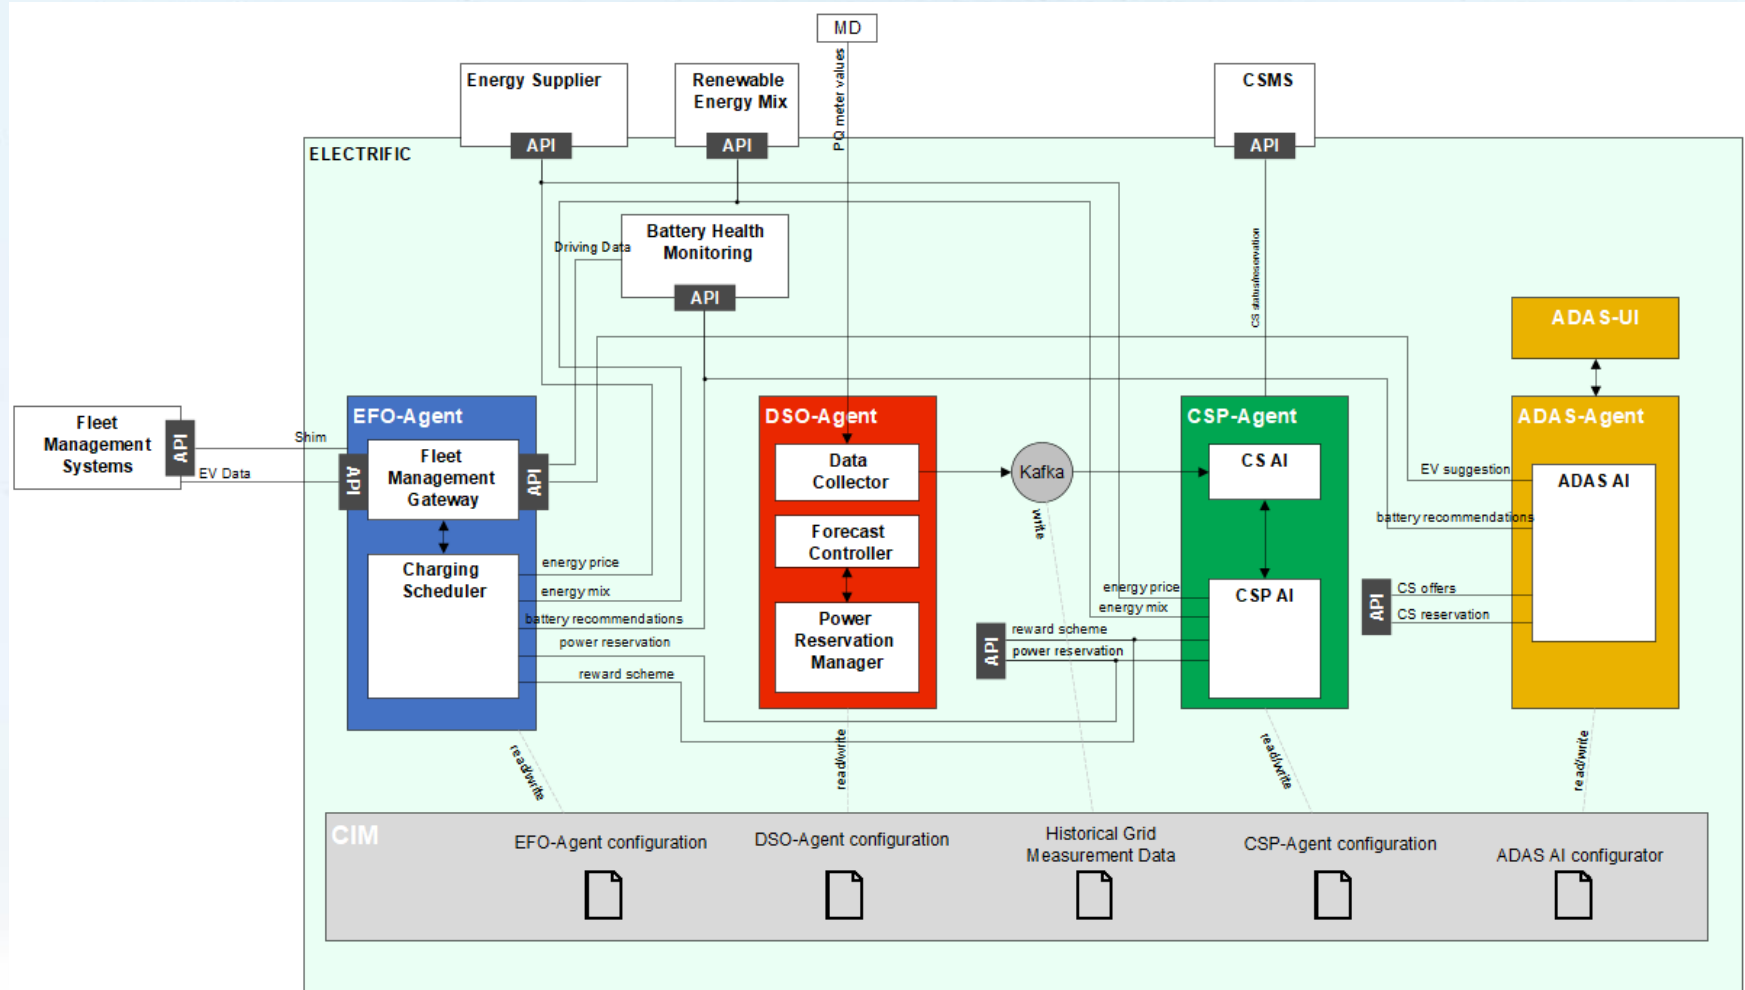 MD
PQ meter values
Energy Supplier
API
Renewable
Energy Mix
API
CSMS
API
ELECTRIFIC
Battery Health
Monitoring
API
Driving Data
CS status/reservation
ADAS-UI
Fleet
Management
Systems
API
Shim
EV Data
EFO-Agent
API
Fleet
Management
Gateway
API
Charging
Scheduler
energy price
energy mix
battery recommendations
power reservation
reward scheme
DSO-Agent
Data
Collector
Forecast
Controller
Power
Reservation
Manager
Kafka
write
CSP-Agent
CS AI
CSP AI
energy price
energy mix
API
reward scheme
power reservation
ADAS-Agent
ADAS AI
EV suggestion
battery recommendations
API
CS offers
CS reservation
read/write
read/write
read/write
read/write
CIM
EFO-Agent configuration
DSO-Agent configuration
Historical Grid
Measurement Data
CSP-Agent configuration
ADAS AI configurator